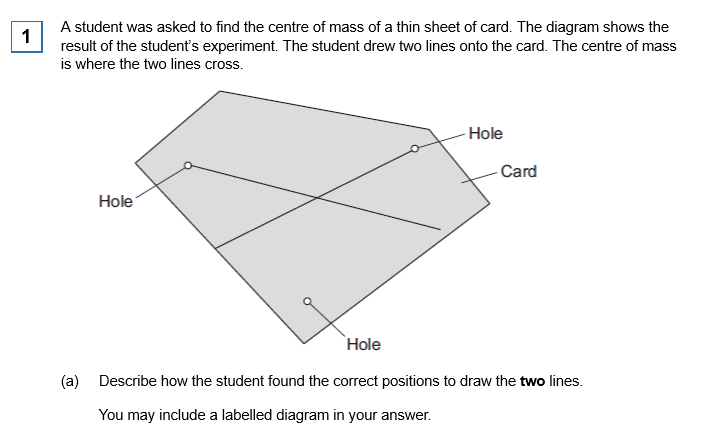 1
A student was asked to find the centre of mass of a thin sheet of card. The diagram shows the
result of the student's experiment. The student drew two lines onto the card. The centre of mass
is where the two lines cross.
Hole
Card
Hole
Hole
(a) Describe how the student found the correct positions to draw the two lines.
You may include a labelled diagram in your answer.